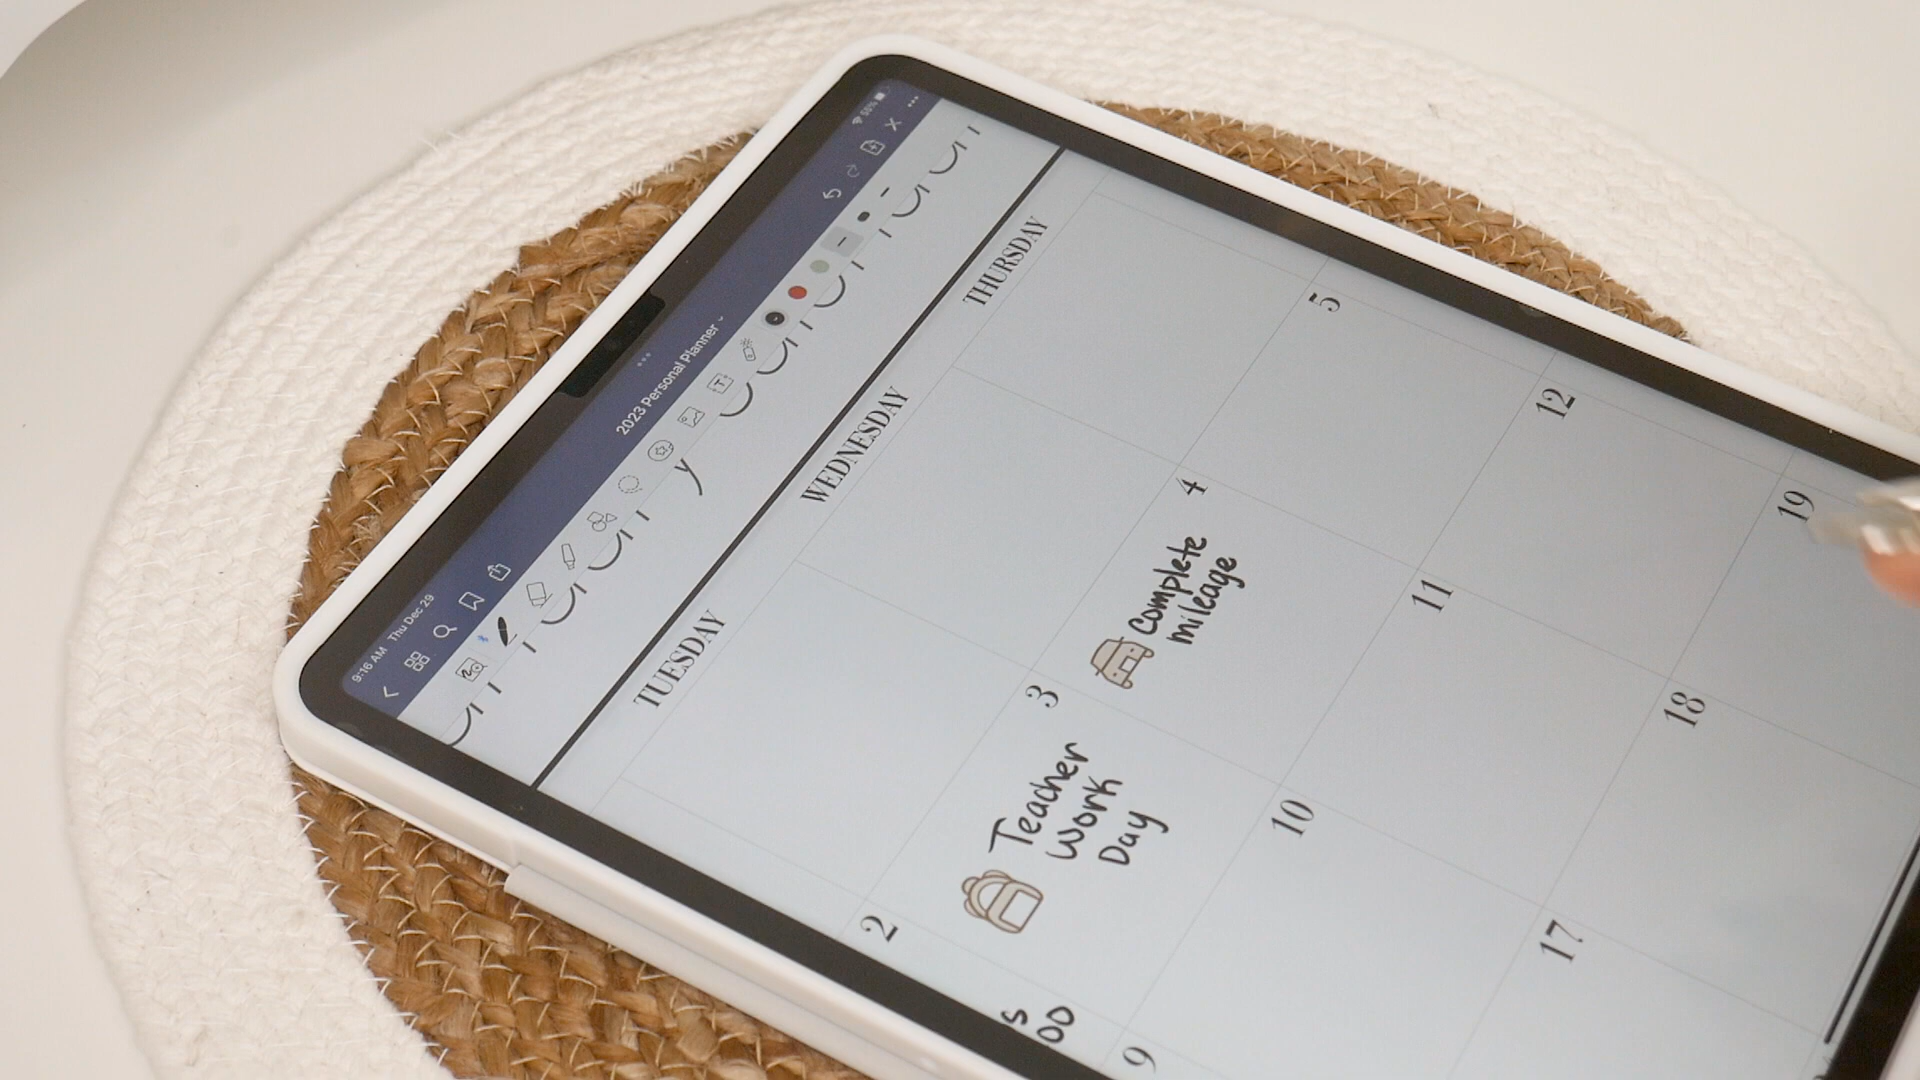 9:16 AM Thu Dec 29
55%
2023 Personal Planner
TUESDAY
WEDNESDAY
THURSDAY
2
3
4
5
Teacher
Work
Day
Complete
mileage
9
10
11
12
17
18
19